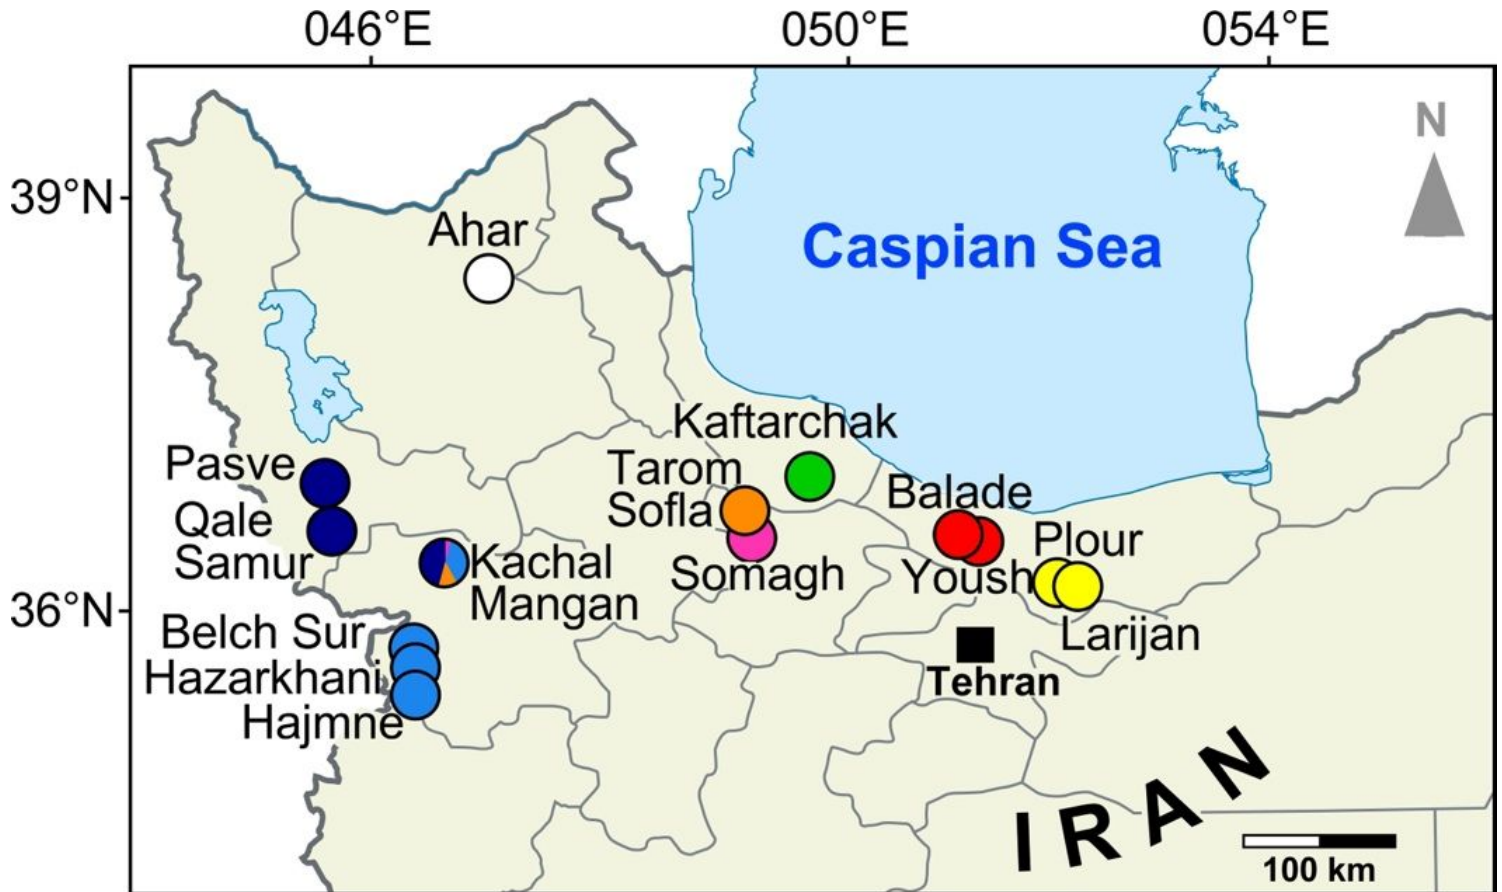 046°E 050°E 054°E
39°N
36°N
N
Ahar
Caspian Sea
Kaftarchak
Pasve
Tarom
Sofla
Balade
Qale
Samur
Kachal
Mangan
Somagh
Plour
Yoush
Belch Sur
Larijan
Hazarkhani
Tehran
Hajmne
IRAN
100 km